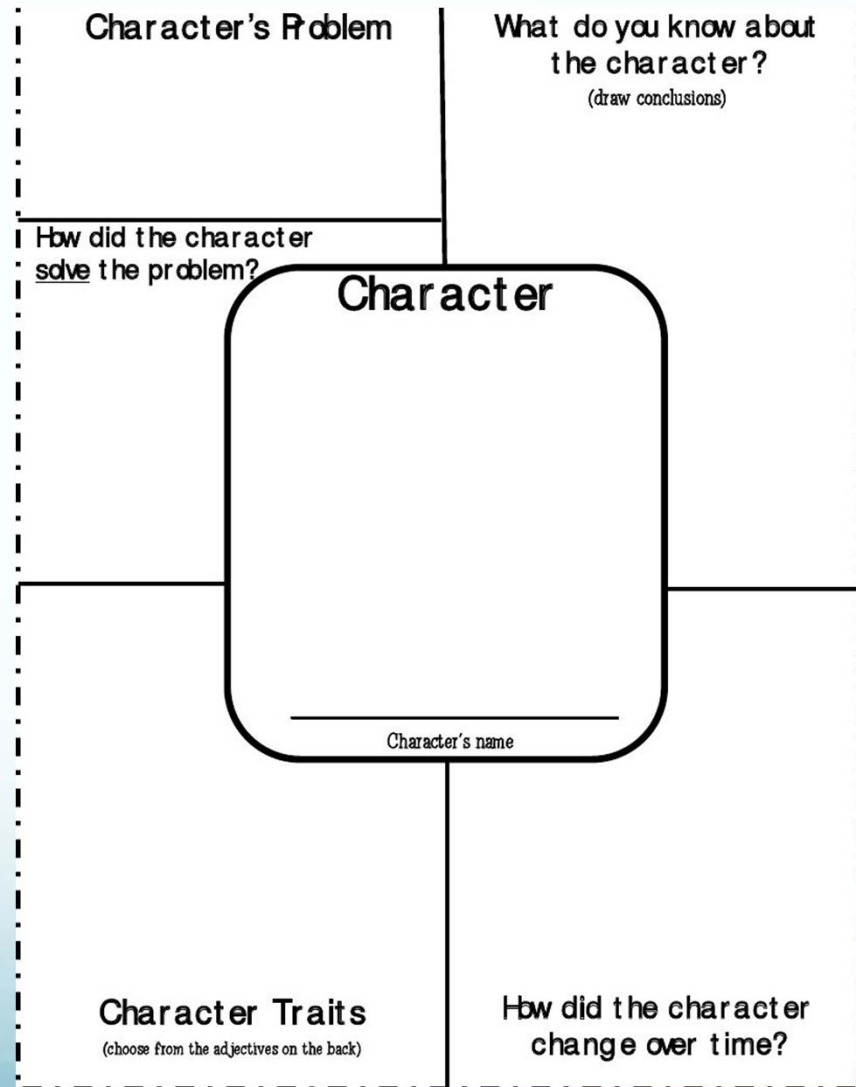 Character's Problem
What do you know about
the character?
(draw conclusions)
How did the character
solve the problem?
Character
Character's name
Character Traits
(choose from the adjectives on the back)
How did the character
change over time?